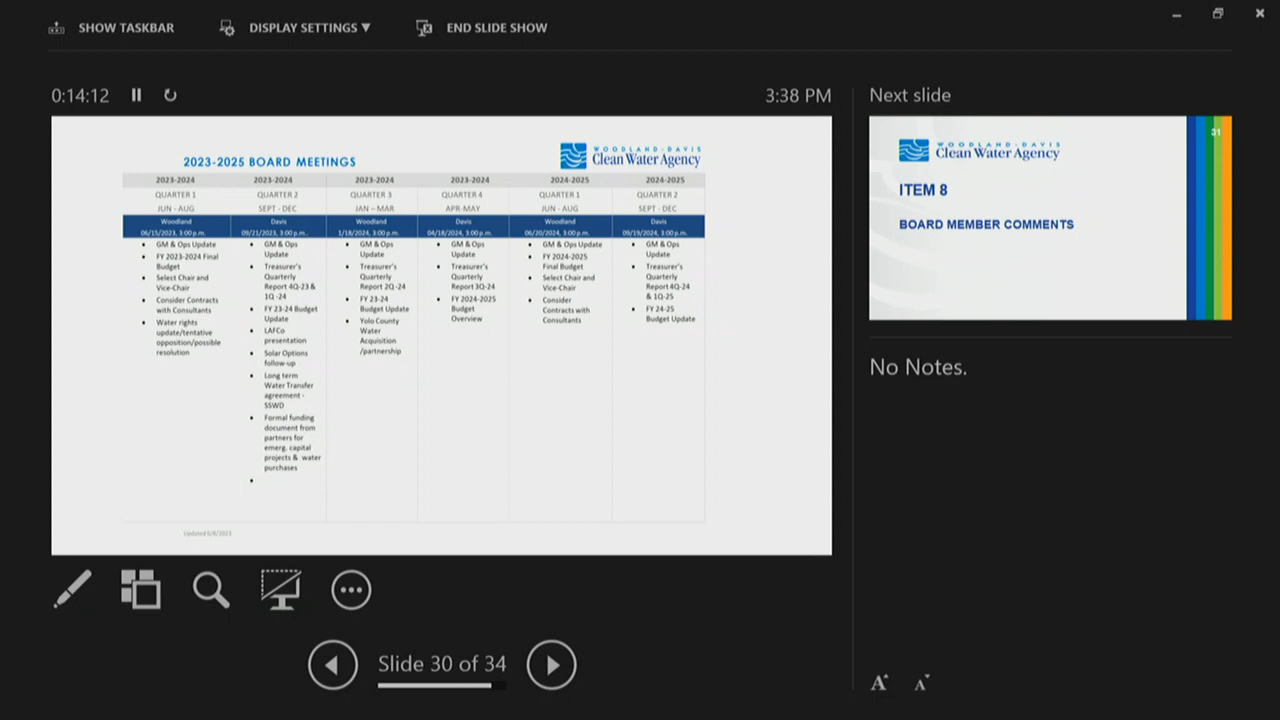 SHOW TASKBAR
DISPLAY SETTINGS ▼
END SLIDE SHOW
0:14:12
3:38 PM
2023-2025 BOARD MEETINGS
WOODLAND-DAVIS
Clean Water Agency
2023-2024 2023-2024 2023-2024 2023-2024 2024-2025 2024-2025
QUARTER 1 QUARTER 2 QUARTER 3 QUARTER 4 QUARTER 1 QUARTER 2
JUN - AUG SEPT - DEC JAN – MAR APR-MAY JUN - AUG SEPT - DEC
Woodland Davis Woodland Davis Woodland Davis
06/15/2023, 3:00 p.m. 09/21/2023, 3:00 p.m. 1/18/2024, 3:00 p.m. 04/18/2024, 3:00 p.m. 06/20/2024, 3:00 p.m. 09/19/2024, 3:00 p.m.
• GM & Ops Update
• FY 2023-2024 Final
Budget
• Select Chair and
Vice-Chair
• Consider Contracts
with Consultants
• Water rights
update/tentative
opposition/possible
resolution
• GM & Ops
Update
• Treasurer's
Quarterly
Report 4Q-23 &
1Q -24
• FY 23-24 Budget
Update
• LAFCo
presentation
• Solar Options
follow-up
• Long term
Water Transfer
agreement -
SSWD
• Formal funding
document from
partners for
emerg. capital
projects & water
purchases
•
• GM & Ops
Update
• Treasurer's
Quarterly
Report 2Q -24
• FY 23-24
Budget Update
• Yolo County
Water
Acquisition
/partnership
• GM & Ops
Update
• Treasurer's
Quarterly
Report 3Q-24
• FY 2024-2025
Budget
Overview
• GM & Ops Update
• FY 2024-2025
Final Budget
• Select Chair and
Vice-Chair
• Consider
Contracts with
Consultants
• GM & Ops
Update
• Treasurer's
Quarterly
Report 4Q-24
& 1Q-25
• FY 24-25
Budget Update
Updated 6/8/2023
Slide 30 of 34
Next slide
31
WOODLAND-DAVIS
Clean Water Agency
ITEM 8
BOARD MEMBER COMMENTS
No Notes.
A A